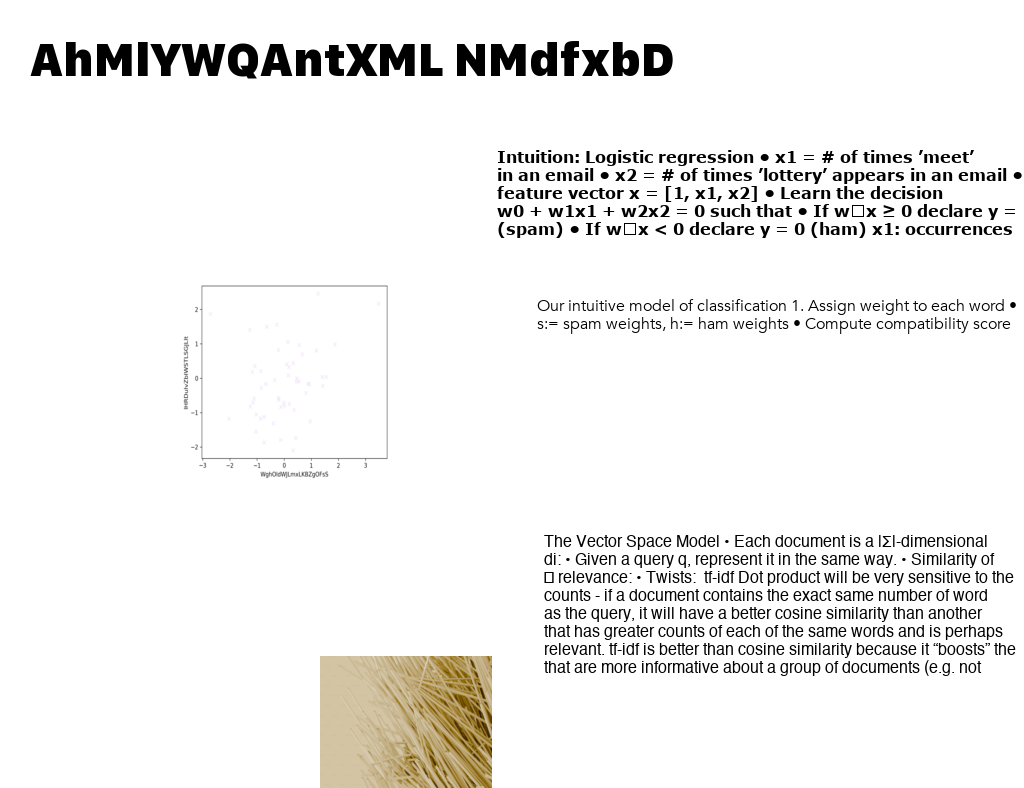 AhMlYWQAntXML NMdfxbD
Intuition: Logistic regression • x1 = # of times ’meet’
in an email • x2 = # of times ’lottery’ appears in an email •
feature vector x = [1, x1, x2] • Learn the decision
w0 + w1x1 + w2x2 = 0 such that • If w□x ≥ 0 declare y =
(spam) • If w□x < 0 declare y = 0 (ham) x1: occurrences
Our intuitive model of classification 1. Assign weight to each word •
s:= spam weights, h:= ham weights • Compute compatibility score
2
1
0
−1
−2
−3 −2 −1 0 1 2 3
The Vector Space Model • Each document is a |Σ|-dimensional
di: • Given a query q, represent it in the same way. • Similarity of
□ relevance: • Twists: tf-idf Dot product will be very sensitive to the
counts - if a document contains the exact same number of word
as the query, it will have a better cosine similarity than another
that has greater counts of each of the same words and is perhaps
relevant. tf-idf is better than cosine similarity because it “boosts” the
that are more informative about a group of documents (e.g. not